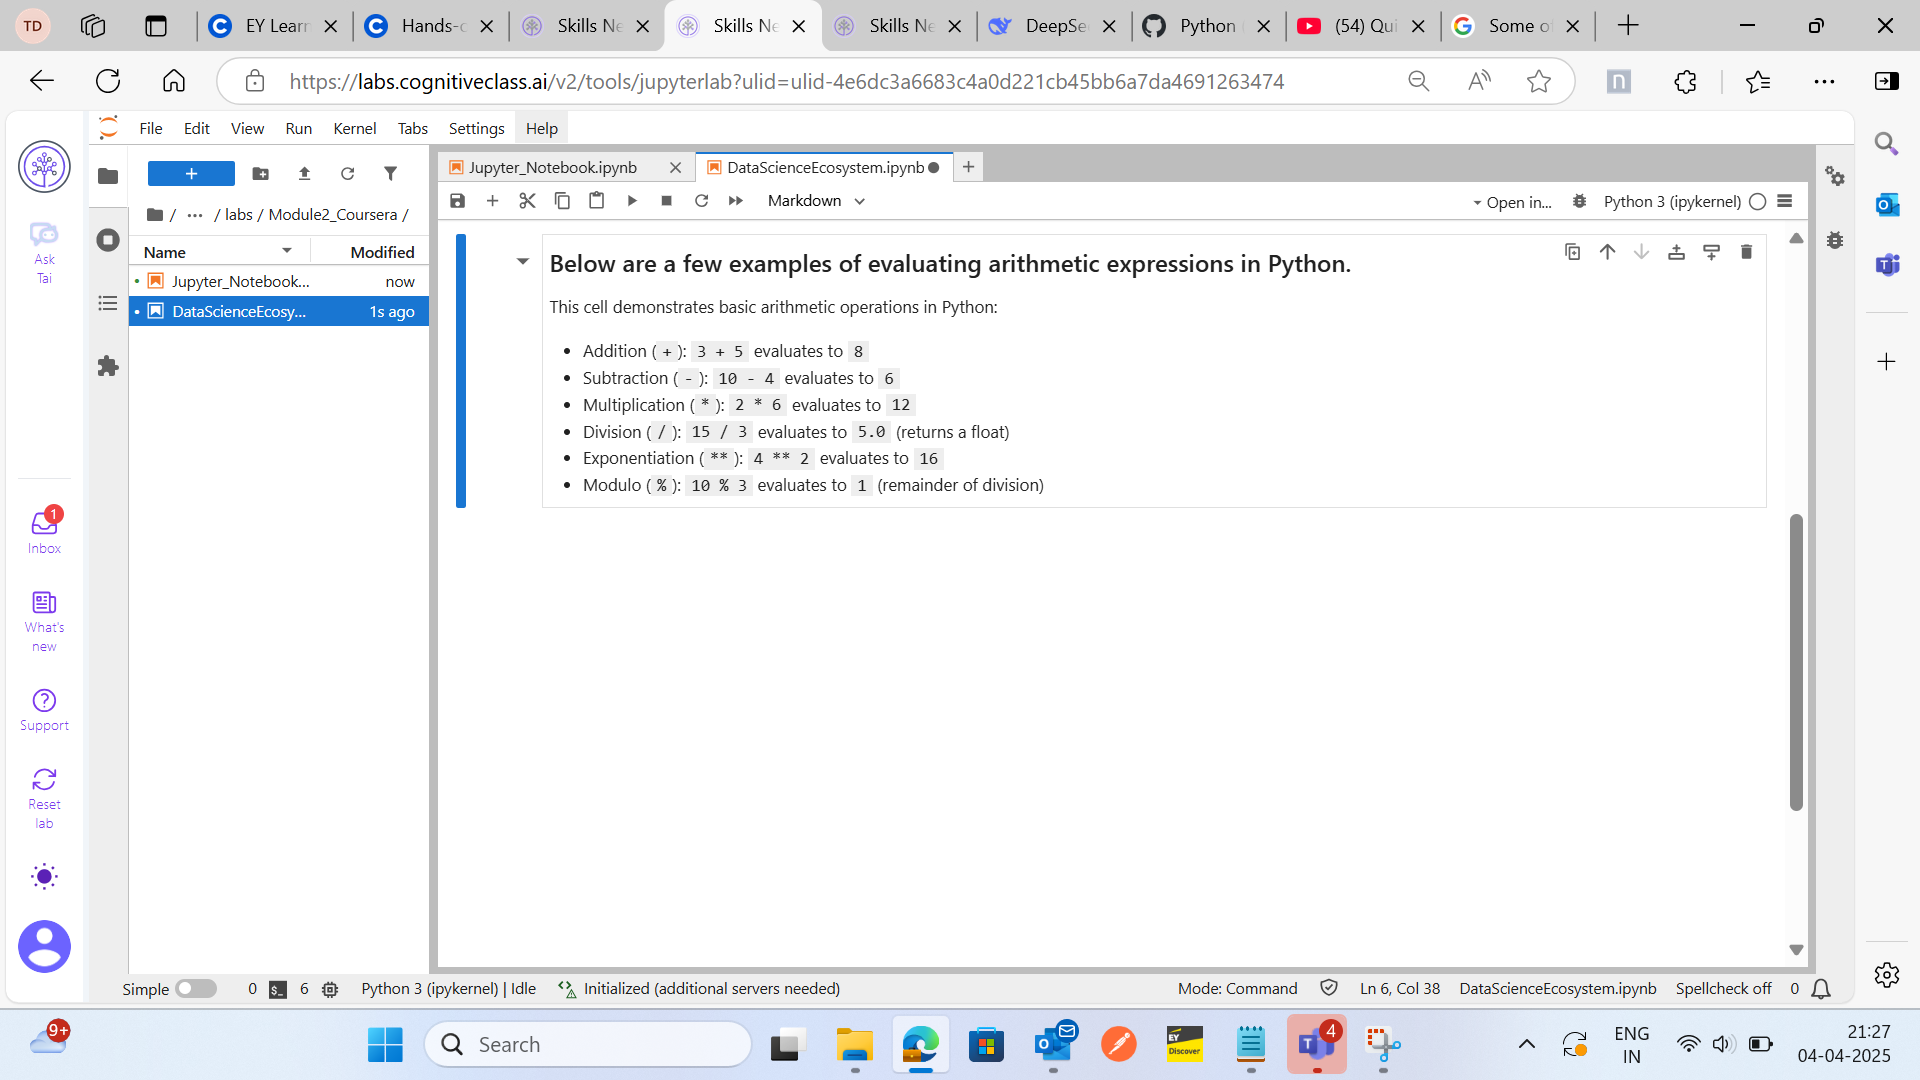 TD
EY Learn
Hands-o
Skills Ne
Skills Ne
Skills Ne
DeepSe
Python
(54) Qui
Some of
https://labs.cognitiveclass.ai/v2/tools/jupyterlab?ulid=ulid-4e6dc3a6683c4a0d221cb45bb6a7da4691263474
File Edit View Run Kernel Tabs Settings Help
Jupyter_Notebook.ipynb
DataScienceEcosystem.ipynb
Markdown
Open in...
Python 3 (ipykernel)
/ ... / labs / Module2_Coursera /
Name Modified
Jupyter_Notebook... now
DataScienceEcosy... 1s ago
Ask
Tai
1
Inbox
What's
new
Support
Reset
lab
Below are a few examples of evaluating arithmetic expressions in Python.
This cell demonstrates basic arithmetic operations in Python:
• Addition ( + ): 3 + 5 evaluates to 8
• Subtraction ( - ): 10 - 4 evaluates to 6
• Multiplication ( * ): 2 * 6 evaluates to 12
• Division ( / ): 15 / 3 evaluates to 5.0 (returns a float)
• Exponentiation ( ** ): 4 ** 2 evaluates to 16
• Modulo ( % ): 10 % 3 evaluates to 1 (remainder of division)
Simple 0 6 Python 3 (ipykernel) | Idle Initialized (additional servers needed) Mode: Command Ln 6, Col 38 DataScienceEcosystem.ipynb Spellcheck off 0
9+
Search
EY
Discover
4
ENG
IN
21:27
04-04-2025